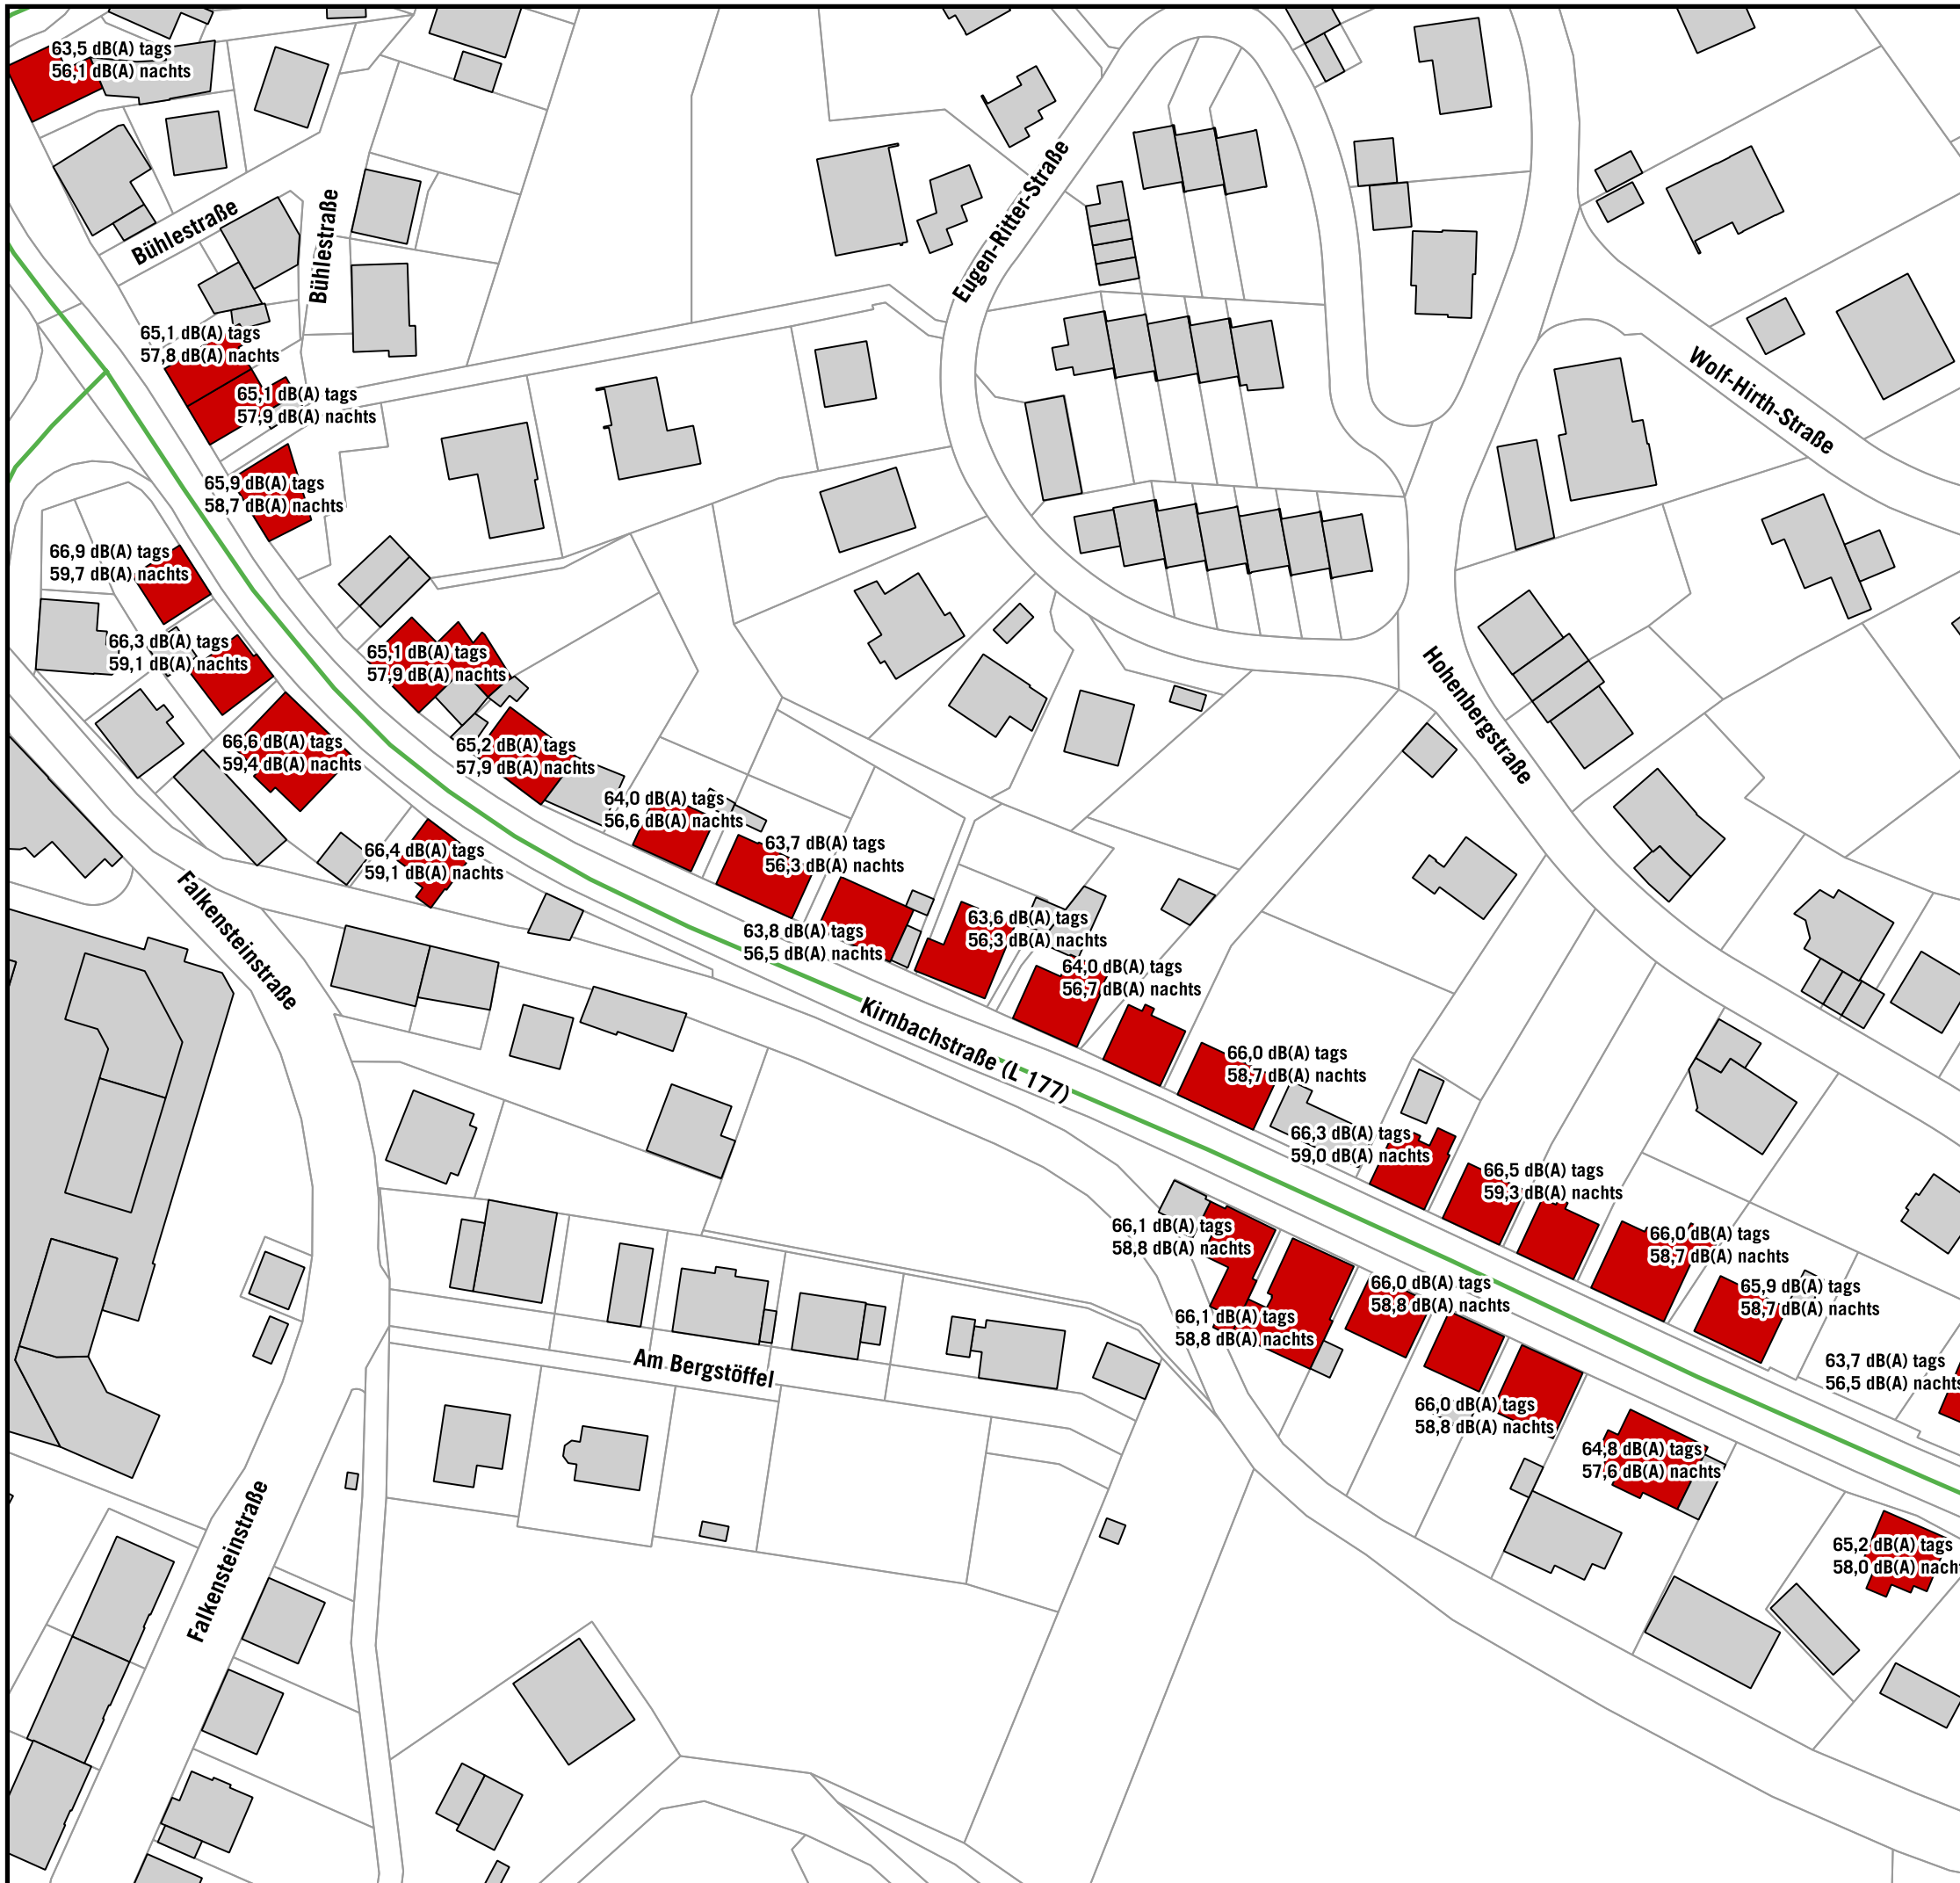 63,5 dB(A) tags
56,1 dB(A) nachts
Bühlestraße
Bühlestraße
Eugen-Ritter-Straße
65,1 dB(A) tags
57,8 dB(A) nachts
65,1 dB(A) tags
57,9 dB(A) nachts
Wolf-Hirth-Straße
65,9 dB(A) tags
58,7 dB(A) nachts
66,9 dB(A) tags
59,7 dB(A) nachts
66,3 dB(A) tags
59,1 dB(A) nachts
65,1 dB(A) tags
57,9 dB(A) nachts
Hohenbergstraße
66,6 dB(A) tags
59,4 dB(A) nachts
65,2 dB(A) tags
57,9 dB(A) nachts
64,0 dB(A) tags
56,6 dB(A) nachts
66,4 dB(A) tags
59,1 dB(A) nachts
63,7 dB(A) tags
56,3 dB(A) nachts
Falkensteinstraße
63,8 dB(A) tags
56,5 dB(A) nachts
63,6 dB(A) tags
56,3 dB(A) nachts
64,0 dB(A) tags
56,7 dB(A) nachts
Kirnbachstraße (L 177)
66,0 dB(A) tags
58,7 dB(A) nachts
66,3 dB(A) tags
59,0 dB(A) nachts
66,5 dB(A) tags
59,3 dB(A) nachts
66,1 dB(A) tags
58,8 dB(A) nachts
66,0 dB(A) tags
58,7 dB(A) nachts
66,0 dB(A) tags
58,8 dB(A) nachts
65,9 dB(A) tags
58,7 dB(A) nachts
66,1 dB(A) tags
58,8 dB(A) nachts
Am Bergstöffel
63,7 dB(A) tags
56,5 dB(A) nachts
66,0 dB(A) tags
58,8 dB(A) nachts
64,8 dB(A) tags
57,6 dB(A) nachts
Falkensteinstraße
65,2 dB(A) tags
58,0 dB(A) nacht